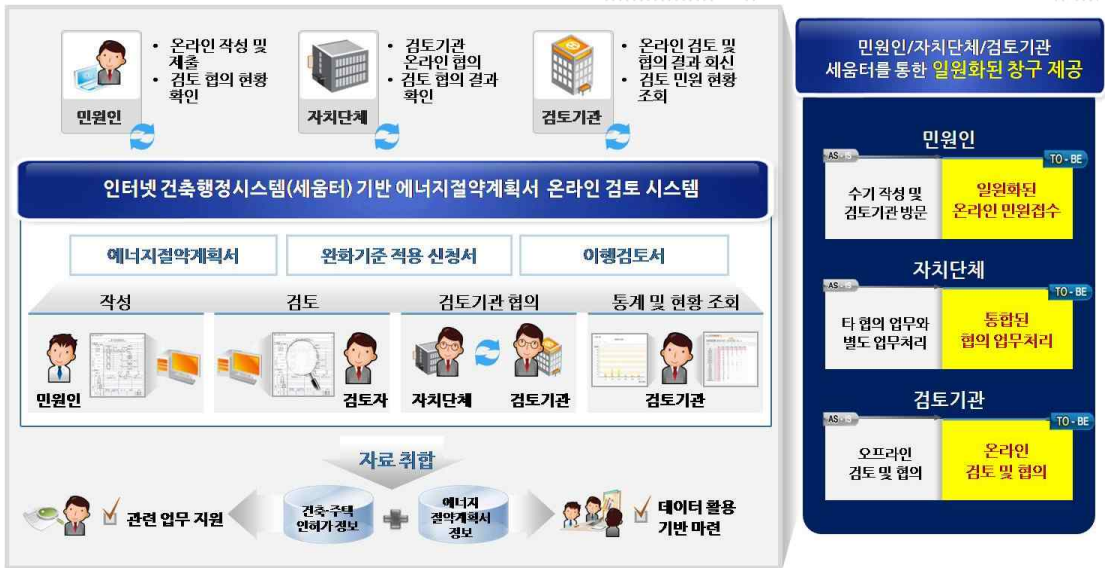 • 온라인 작성 및
제출
• 검토 협의 현황
확인
민원인
• 검토기관
온라인 협의
• 검토 협의 결과
확인
자치단체
• 온라인 검토 및
협의 결과 회신
• 검토 민원 현황
조회
검토기관
인터넷 건축행정시스템(세움터) 기반 에너지절약계획서 온라인 검토 시스템
에너지절약계획서
완화기준 적용 신청서
이행검토서
작성
검토
검토기관 협의
통계 및 현황 조회
민원인
검토자
자치단체
검토기관
검토기관
자료 취합
관련 업무 지원
건축·주택
인허가 정보
에너지
절약계획서
정보
데이터 활용
기반 마련
민원인/자치단체/검토기관
세움터를 통한 일원화된 창구 제공
민원인
AS - IS
TO - BE
수기 작성 및
검토기관 방문
일원화된
온라인 민원접수
자치단체
AS - IS
TO - BE
타 협의 업무와
별도 업무처리
통합된
협의 업무처리
검토기관
AS - IS
TO - BE
오프라인
검토 및 협의
온라인
검토 및 협의